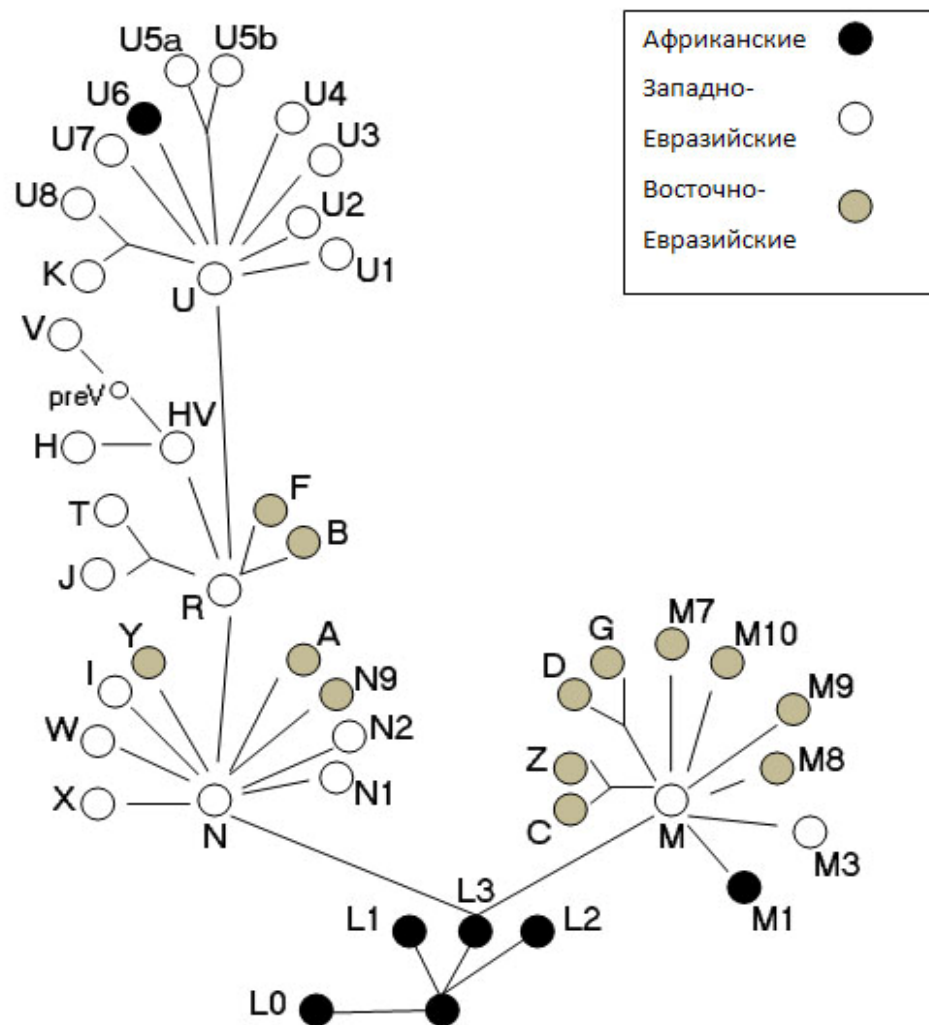 U5a U5b
Африканские
U6 U4
Западно-
U7 U3
Евразийские
U8 U2
Восточно-
K U U1
Евразийские
V
preV HV
H
T F
B
J R
Y A G M7 M10
I N9 D M9
W N2 Z M8
X N N1 C M M3
L1 L3 L2 M1
L0